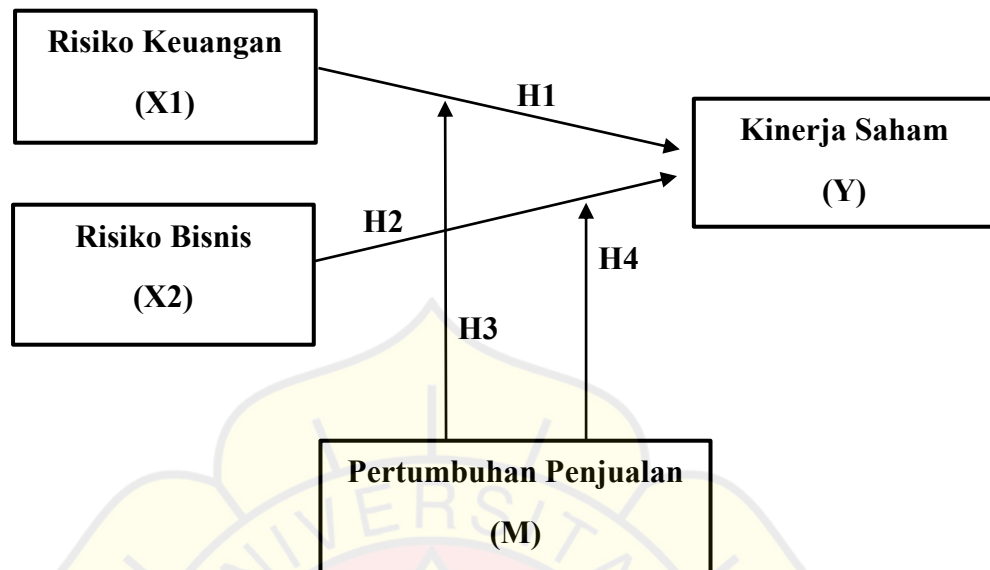 Risiko Keuangan
(X1)
H1
Kinerja Saham
(Y)
Risiko Bisnis
(X2)
H2
H4
H3
Pertumbuhan Penjualan
(M)